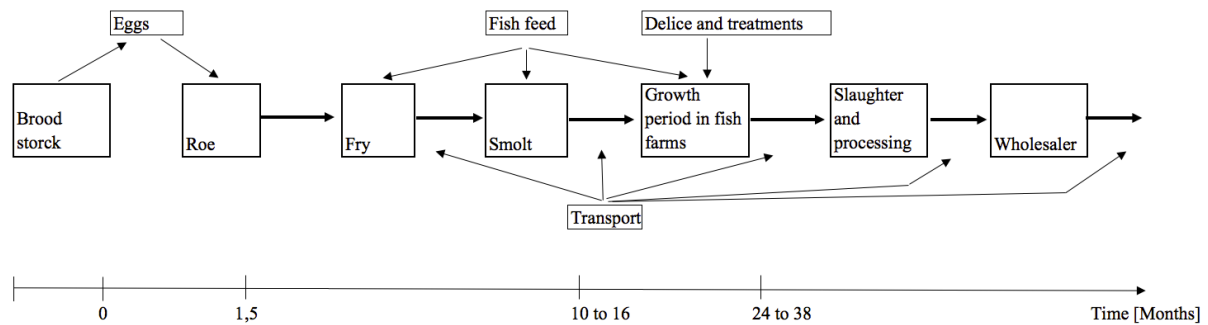 Eggs
Fish feed
Delice and treatments
Brood
storck
Roe
Fry
Smolt
Growth
period in fish
farms
Slaughter
and
processing
Wholesaler
Transport
0
1,5
10 to 16
24 to 38
Time [Months]